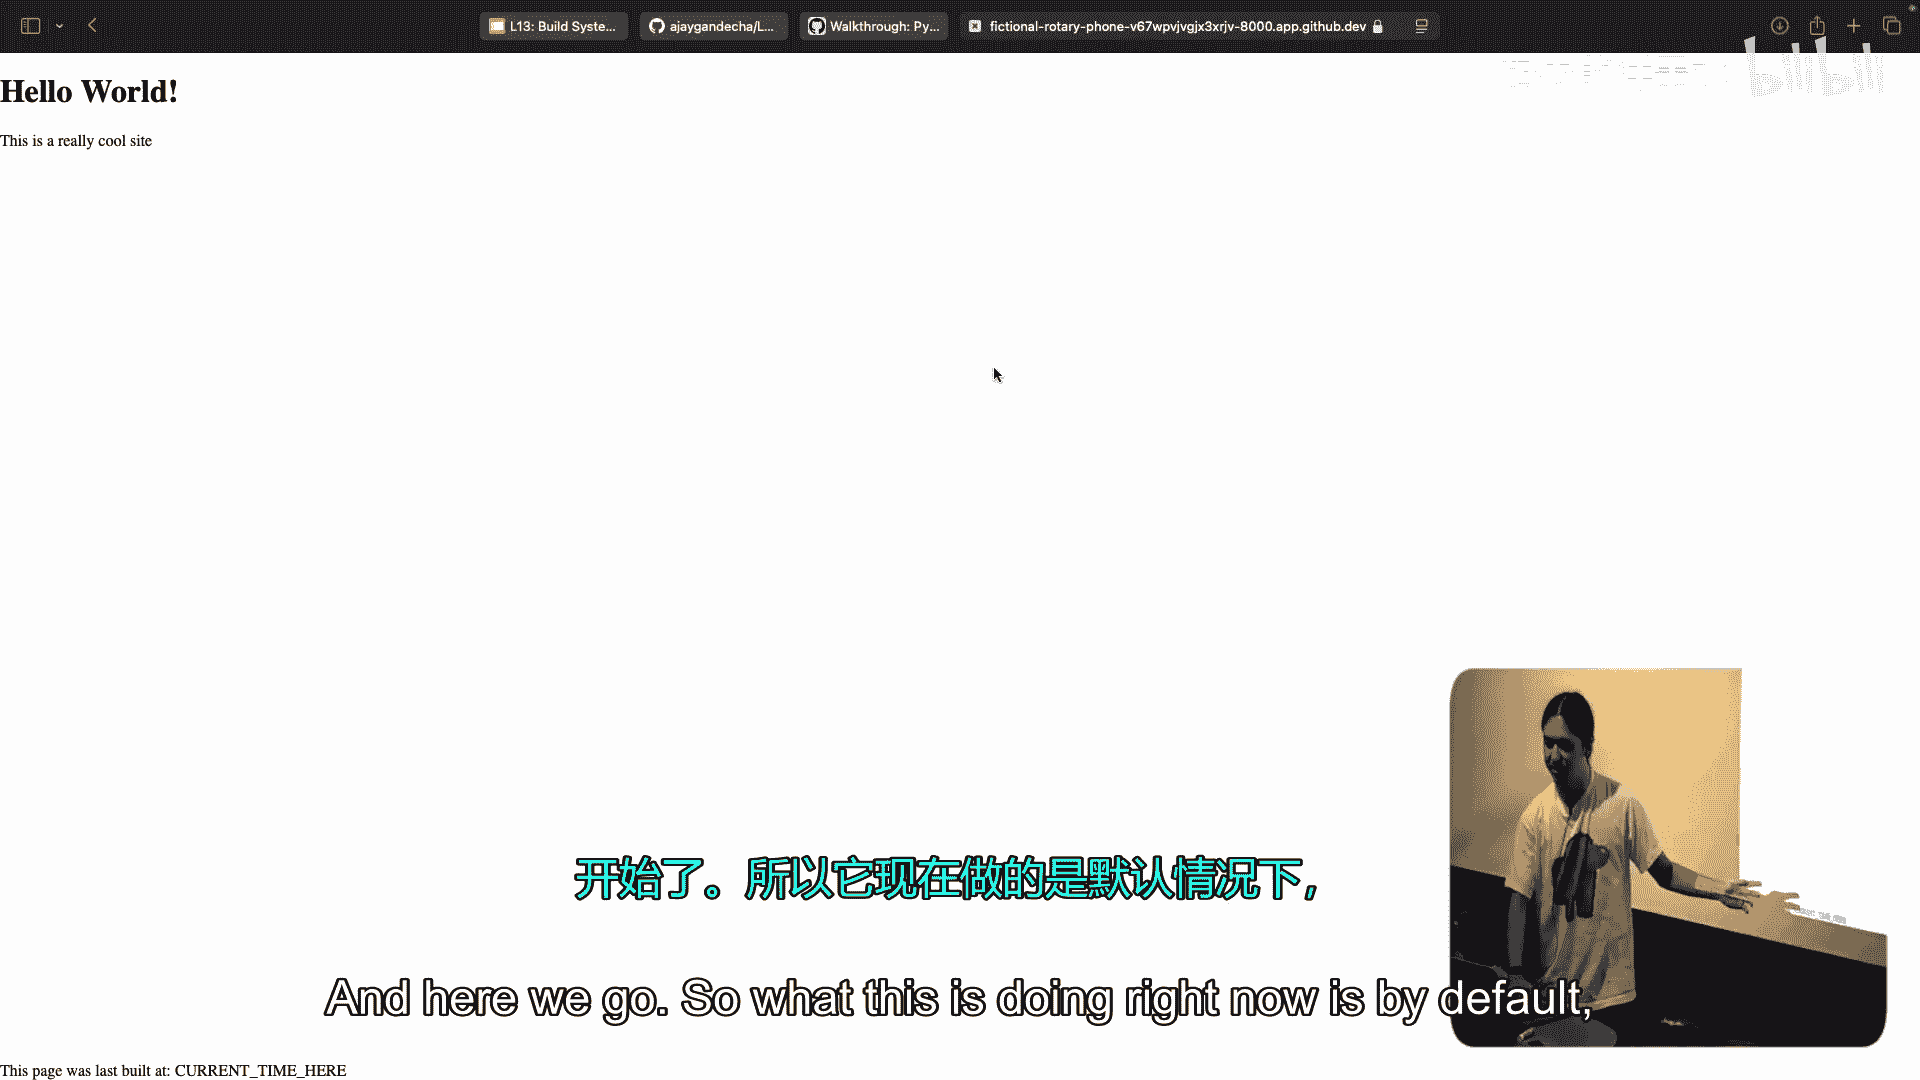 L13: Build Syste...
ajaygandecha/L...
Walkthrough: Py...
fictional-rotary-phone-v67wpvjvgjx3xrjv-8000.app.github.dev
bilibili
Hello World!
This is a really cool site
开始了。所以它现在做的是默认情况下,
And here we go. So what this is doing right now is by default,
This page was last built at: CURRENT_TIME_HERE